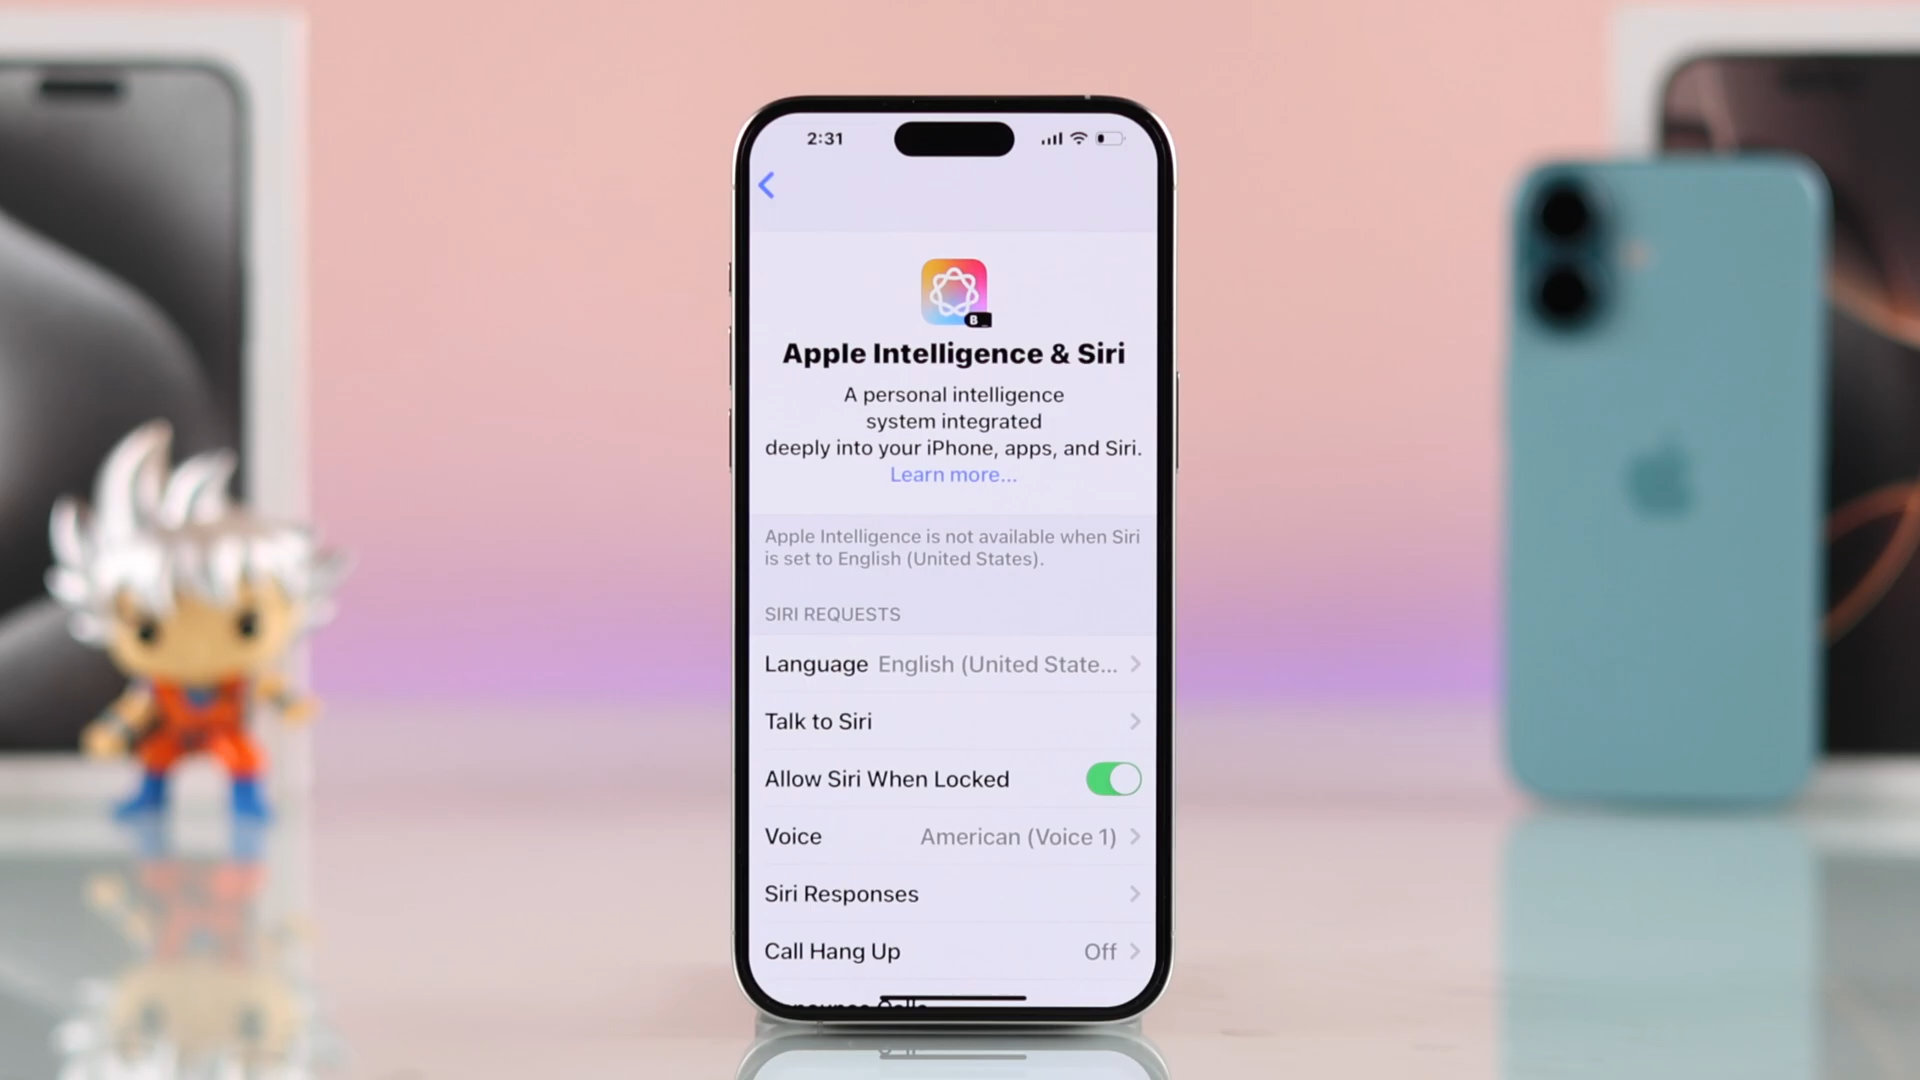 2:31
B
Apple Intelligence & Siri
A personal intelligence
system integrated
deeply into your iPhone, apps, and Siri.
Learn more...
Apple Intelligence is not available when Siri
is set to English (United States).
SIRI REQUESTS
Language English (United State...
Talk to Siri
Allow Siri When Locked
Voice American (Voice 1)
Siri Responses
Call Hang Up Off
Calls